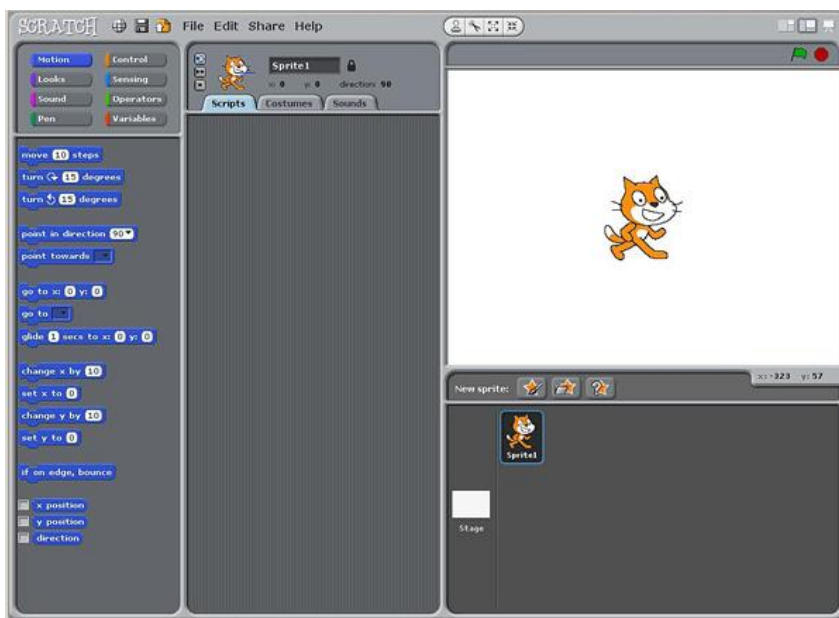 SCRATCH File Edit Share Help
Motion Control
Looks Sensing
Sound Operators
Pen Variables
move 10 steps
turn 15 degrees
turn 15 degrees
point in direction 90
point towards
go to x: 0 y: 0
go to
glide 1 secs to x: 0 y: 0
change x by 10
set x to 0
change y by 10
set y to 0
if on edge, bounce
x position
y position
direction
Sprite1
x: 0 y: 0 direction: 90
Scripts Costumes Sounds
x: -323 y: 57
New sprite:
Sprite1
Stage